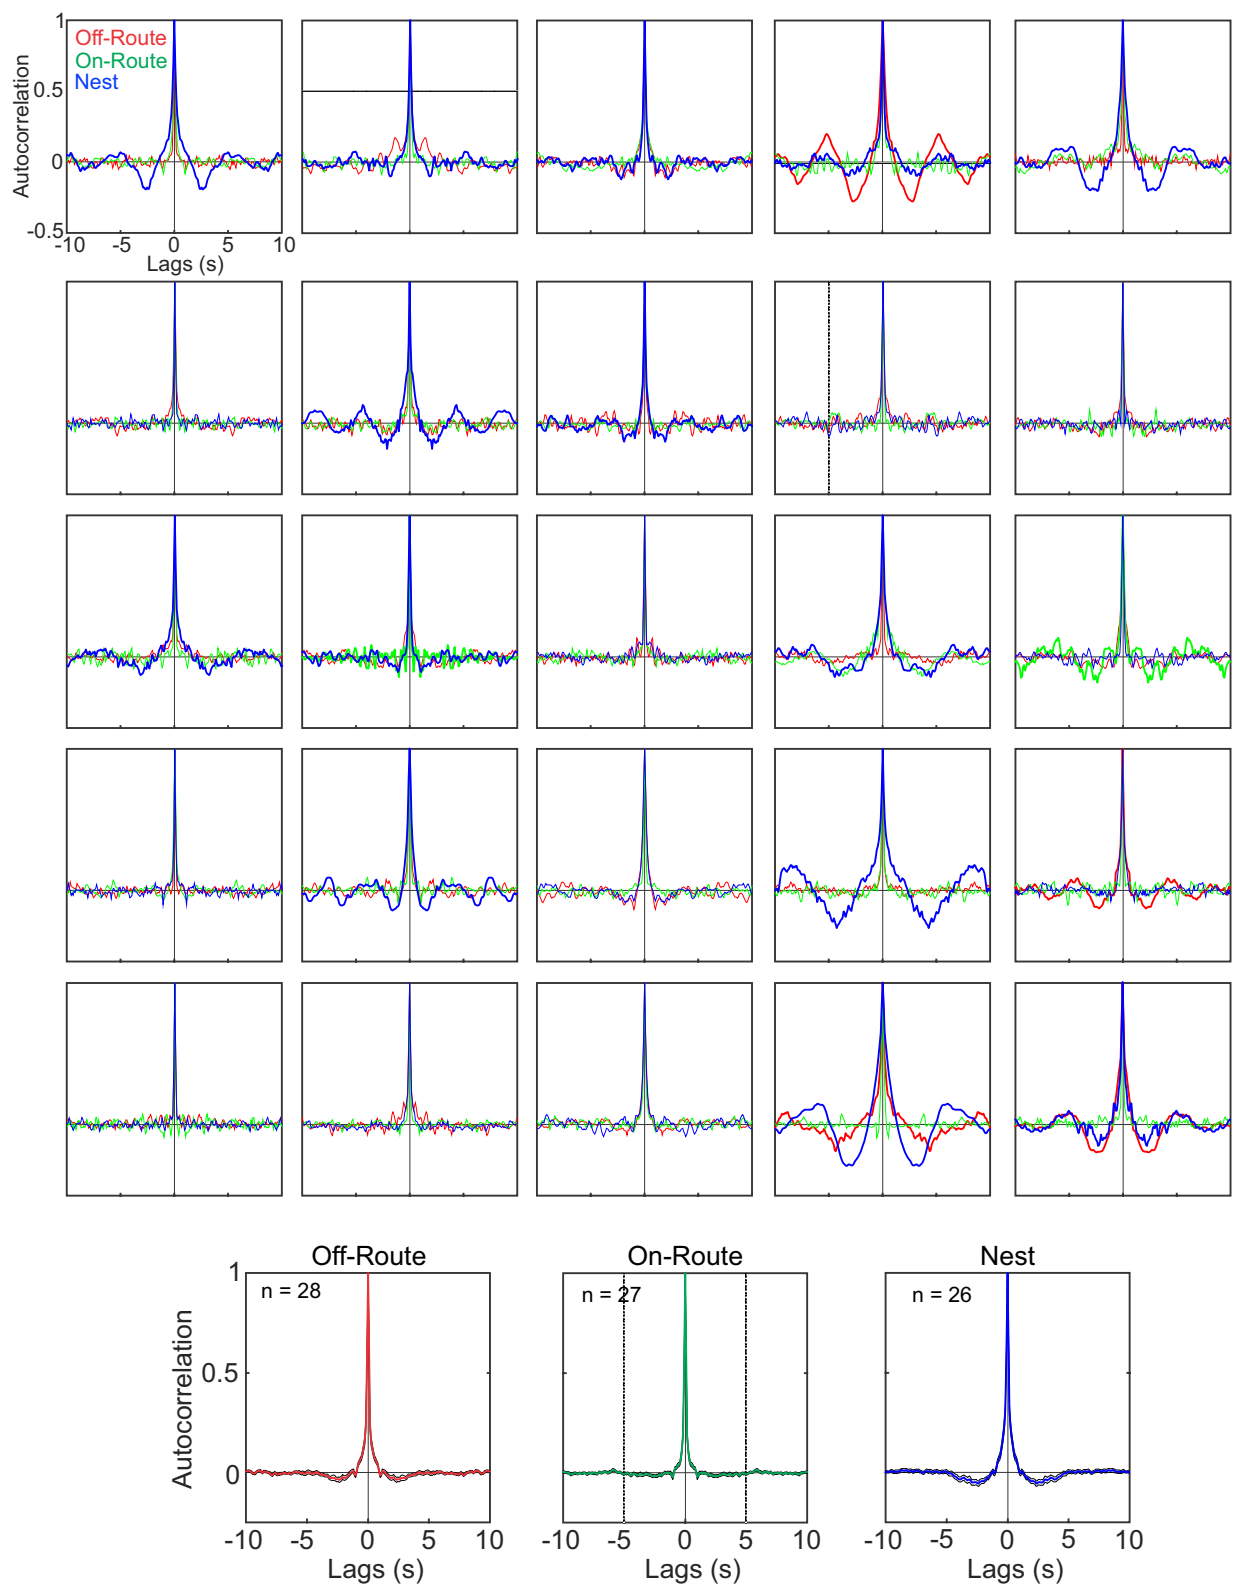 1
Off-Route
On-Route
Nest
0.5
0
-0.5
Autocorrelation
-10 -5 0 5 10
Lags (s)
Off-Route
On-Route
Nest
1
0.5
0
Autocorrelation
n = 28
n = 27
n = 26
-10 -5 0 5 10
-10 -5 0 5 10
-10 -5 0 5 10
Lags (s)
Lags (s)
Lags (s)